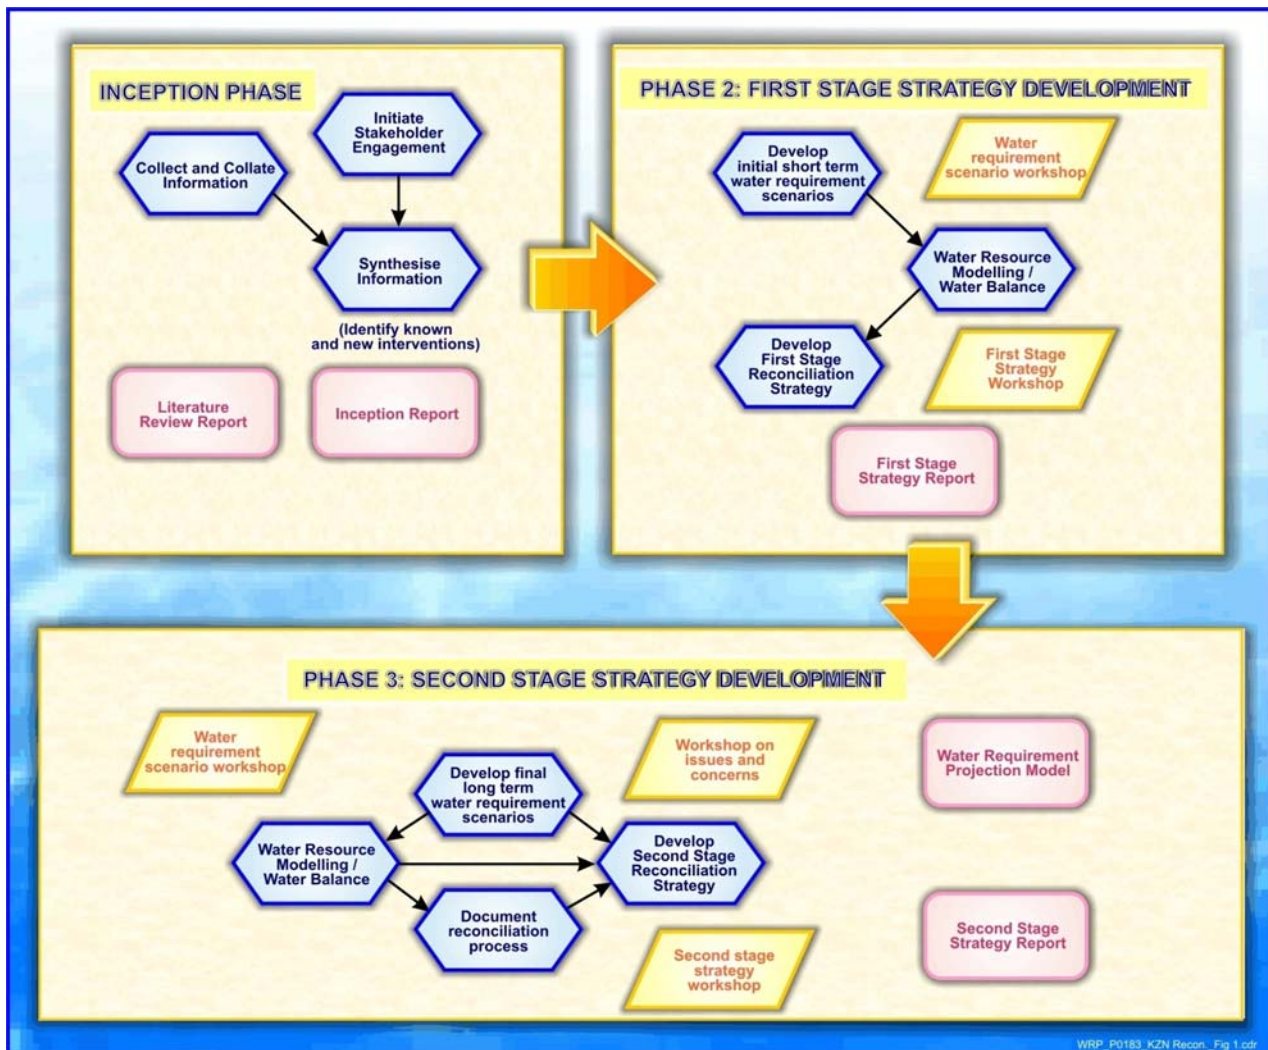 INCEPTION PHASE
Initiate
Stakeholder
Engagement
Collect and Collate
Information
Synthesise
Information
(Identify known
and new interventions)
Literature
Review Report
Inception Report
PHASE 2: FIRST STAGE STRATEGY DEVELOPMENT
Develop
initial short term
water requirement
scenarios
Water
requirement
scenario workshop
Water Resource
Modelling /
Water Balance
Develop
First Stage
Reconciliation
Strategy
First Stage
Strategy
Workshop
First Stage
Strategy Report
PHASE 3: SECOND STAGE STRATEGY DEVELOPMENT
Water
requirement
scenario workshop
Develop final
long term
water requirement
scenarios
Workshop on
issues and
concerns
Water Requirement
Projection Model
Water Resource
Modelling /
Water Balance
Develop
Second Stage
Reconciliation
Strategy
Document
reconciliation
process
Second stage
strategy
workshop
Second Stage
Strategy Report
WRP_P0183_KZN Recon._Fig 1.cdr